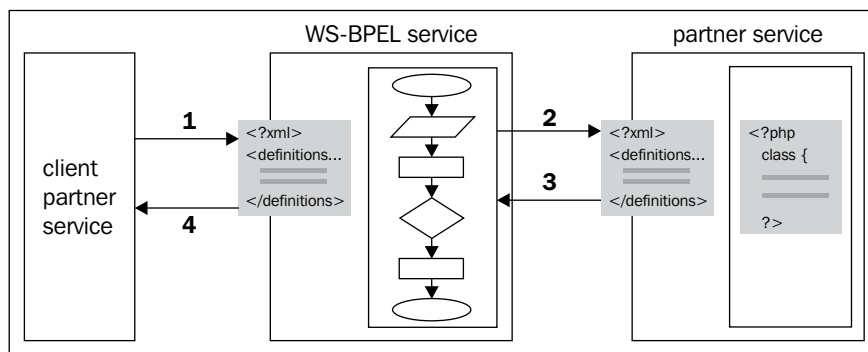 WS-BPEL service
partner service
client
partner
service
1
4
<?xml>
<definitions...
</definitions>
2
3
<?xml>
<definitions...
</definitions>
<?php
class {
?>